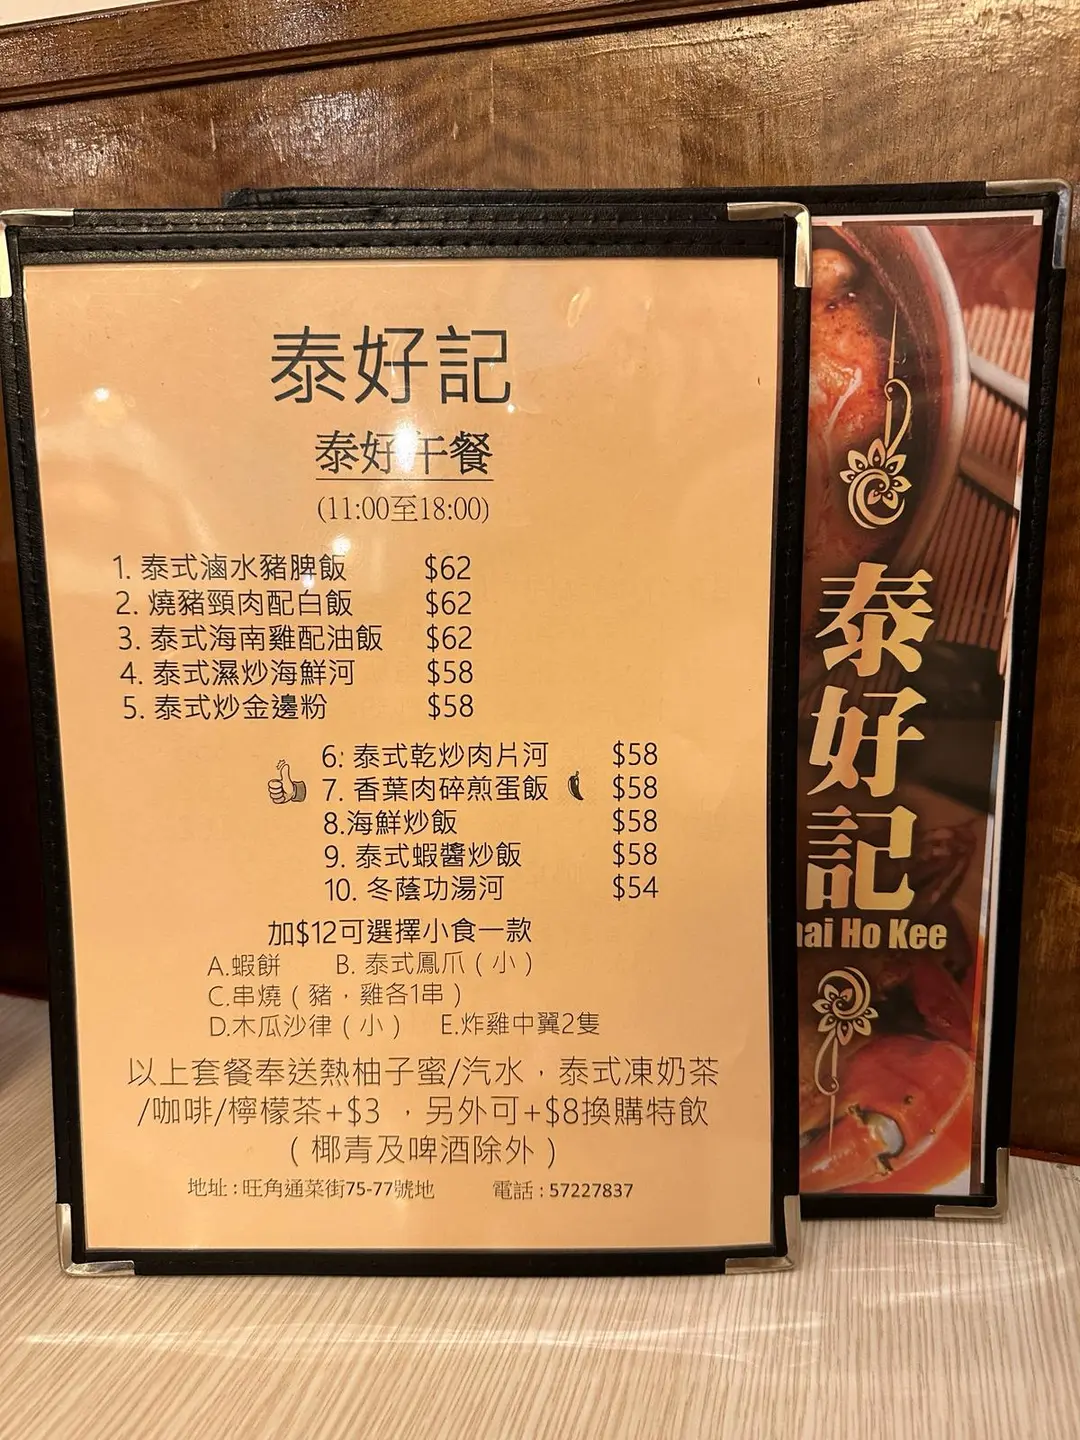 泰好記
泰好午餐
(11:00至18:00)
1. 泰式滷水豬脾飯 $62
2. 燒豬頸肉配白飯 $62
3. 泰式海南雞配油飯 $62
4. 泰式濕炒海鮮河 $58
5. 泰式炒金邊粉 $58
6: 泰式乾炒肉片河 $58
7. 香葉肉碎煎蛋飯 $58
8.海鮮炒飯 $58
9. 泰式蝦醬炒飯 $58
10. 冬蔭功湯河 $54
加$12可選擇小食一款
A.蝦餅 B. 泰式鳳爪（小）
C.串燒（豬，雞各1串）
D.木瓜沙律（小） E.炸雞中翼2隻
以上套餐奉送熱柚子蜜/汽水，泰式凍奶茶
/咖啡/檸檬茶+$3 ，另外可+$8換購特飲
（椰青及啤酒除外）
地址 : 旺角通菜街75-77號地 電話 : 57227837
泰好記
hai Ho Kee